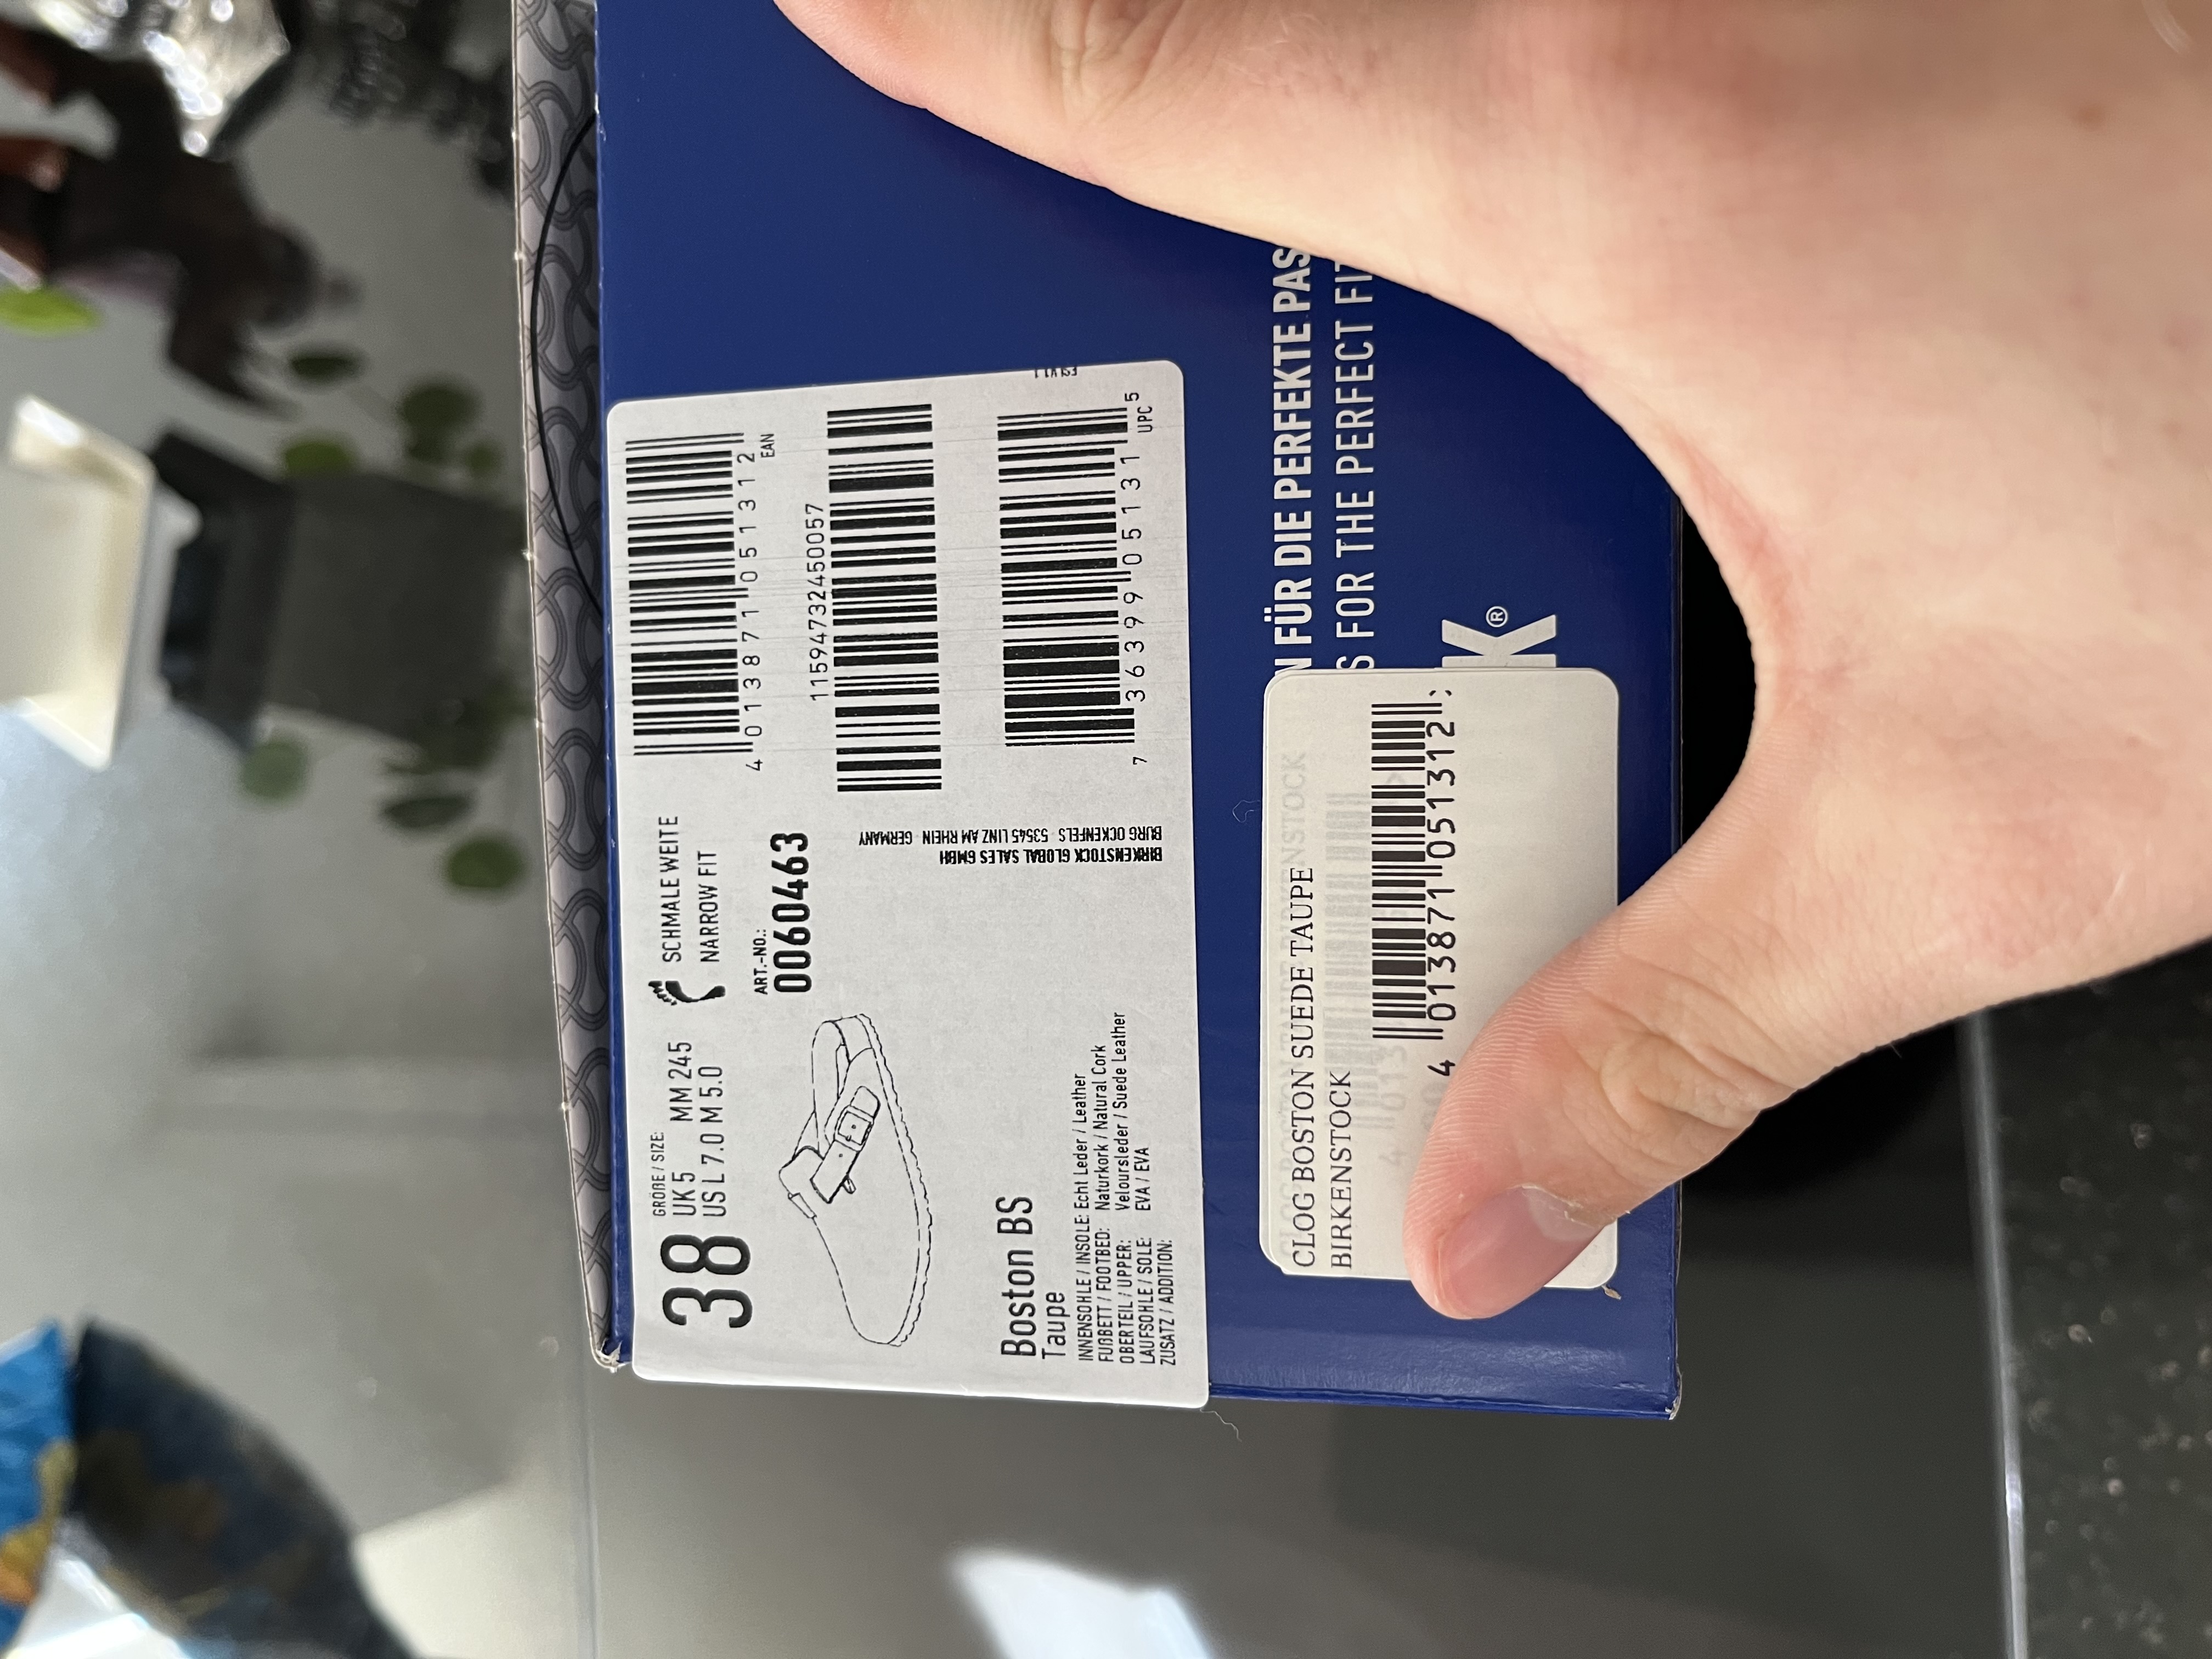 38
GRÖßE / SIZE:
UK 5 MM 245
US L 7.0 M 5.0
SCHMALE WEITE
NARROW FIT
ART.-NO.:
0060463
4 013871 051312
EAN
11594732450057
7 36399 05131 5
UPC
BIRKENSTOCK GLOBAL SALES GMBH
BURG OCKENFELS · 53545 LINZ AM RHEIN · GERMANY
Boston BS
Taupe
INNENSOHLE / INSOLE: Echt Leder / Leather
FUßBETT / FOOTBED: Naturkork / Natural Cork
OBERTEIL / UPPER: Veloursleder / Suede Leather
LAUFSOHLE / SOLE: EVA / EVA
ZUSATZ / ADDITION:
FÜR DIE PERFEKTE PAS
FOR THE PERFECT FIT
K®
CLOG BOSTON SUEDE TAUPE
BIRKENSTOCK
4 013871 051312